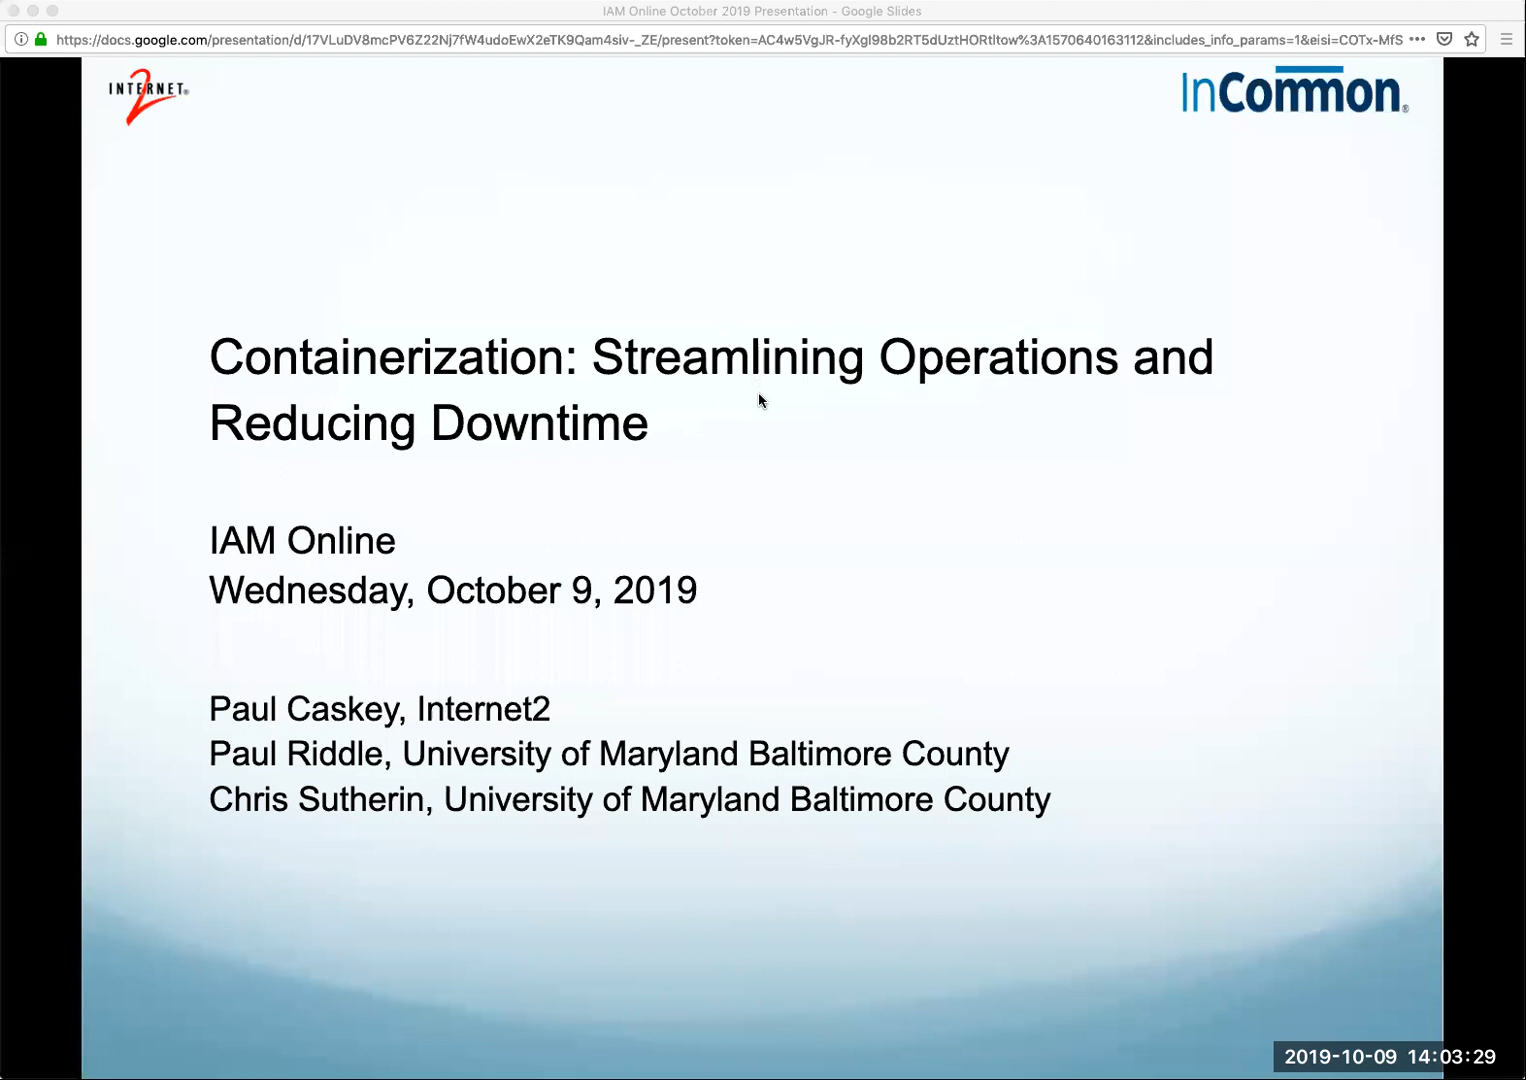 IAM Online October 2019 Presentation - Google Slides
https://docs.google.com/presentation/d/17VLuDV8mcPV6Z22Nj7fW4udoEwX2eTK9Qam4siv-_ZE/present?token=AC4w5VgJR-fyXgl98b2RT5dUztHORtltow%3A1570640163112&includes_info_params=1&eisi=COTx-MfS
INTERNET® 2
InCommon®
Containerization: Streamlining Operations and
Reducing Downtime
IAM Online
Wednesday, October 9, 2019
Paul Caskey, Internet2
Paul Riddle, University of Maryland Baltimore County
Chris Sutherin, University of Maryland Baltimore County
2019-10-09 14:03:29